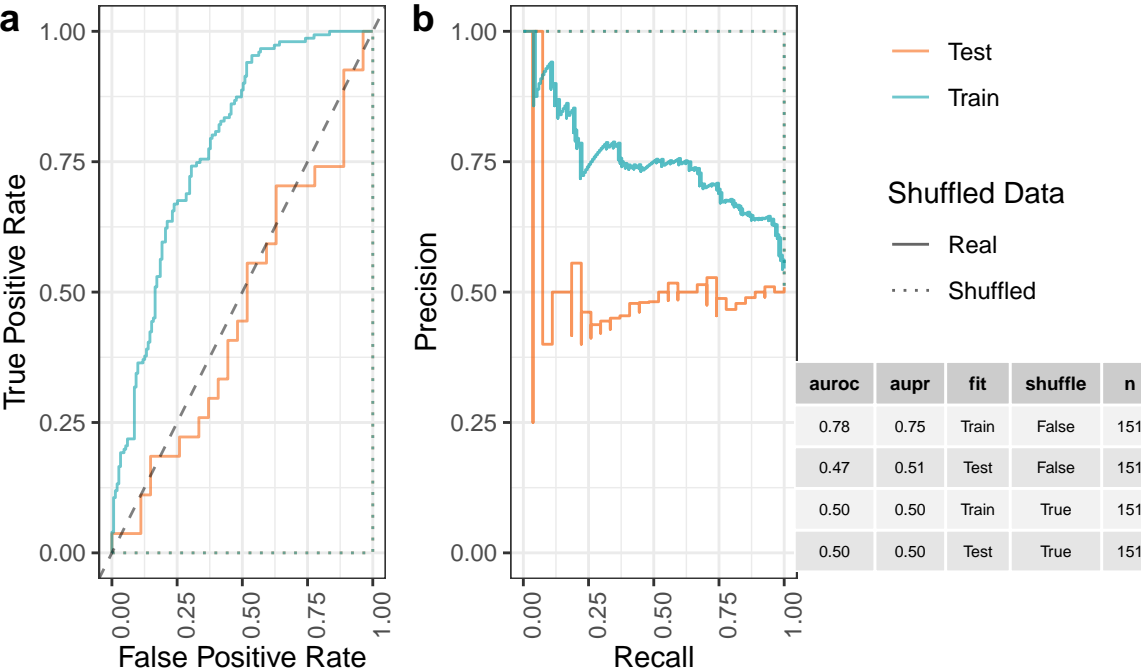 a
1.00
0.75
0.50
0.25
0.00
True Positive Rate
0.00
0.25
0.50
0.75
1.00
False Positive Rate
b
1.00
0.75
0.50
0.25
0.00
Precision
0.00
0.25
0.50
0.75
1.00
Recall
Test
Train
Shuffled Data
Real
Shuffled
auroc aupr fit shuffle n
0.78 0.75 Train False 151
0.47 0.51 Test False 151
0.50 0.50 Train True 151
0.50 0.50 Test True 151